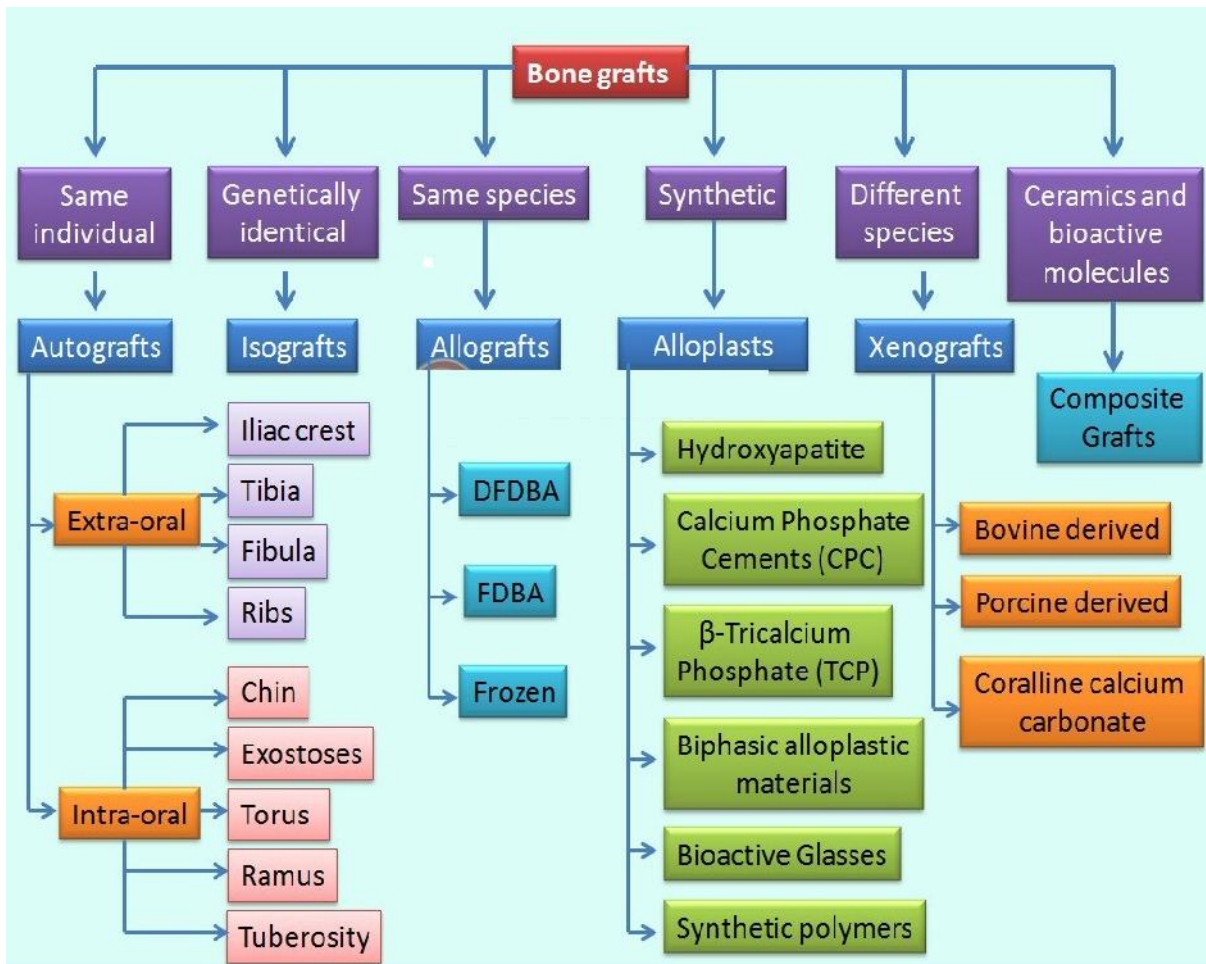 Bone grafts
Same
individual
Genetically
identical
Same species
Synthetic
Different
species
Ceramics and
bioactive
molecules
Autografts
Isografts
Allografts
Alloplasts
Xenografts
Composite
Grafts
Extra-oral
Iliac crest
Tibia
Fibula
Ribs
Intra-oral
Chin
Exostoses
Torus
Ramus
Tuberosity
DFDBA
FDBA
Frozen
Hydroxyapatite
Calcium Phosphate
Cements (CPC)
β-Tricalcium
Phosphate (TCP)
Biphasic alloplastic
materials
Bioactive Glasses
Synthetic polymers
Bovine derived
Porcine derived
Coralline calcium
carbonate